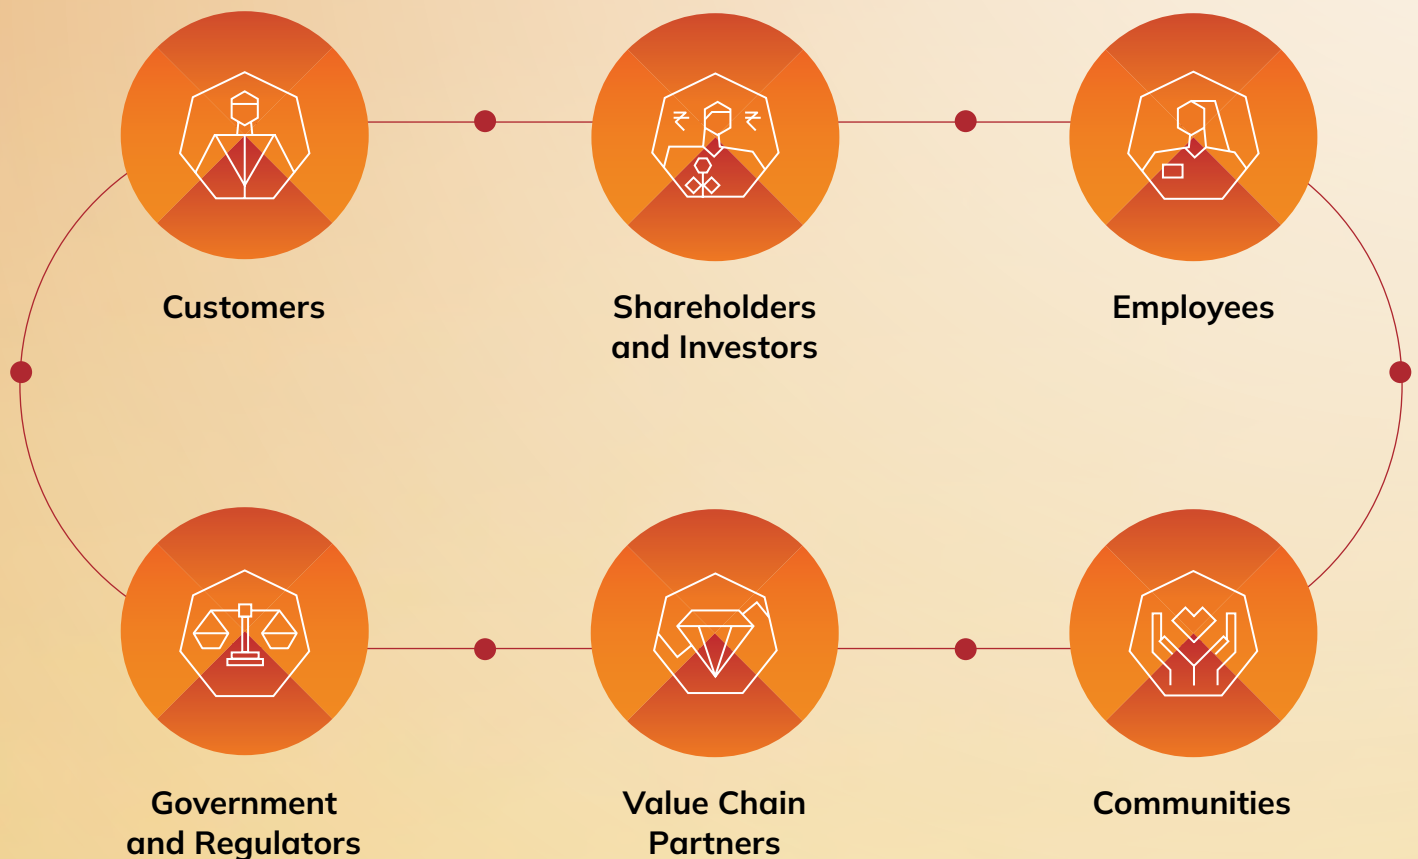 Customers
Shareholders
and Investors
Employees
Government
and Regulators
Value Chain
Partners
Communities